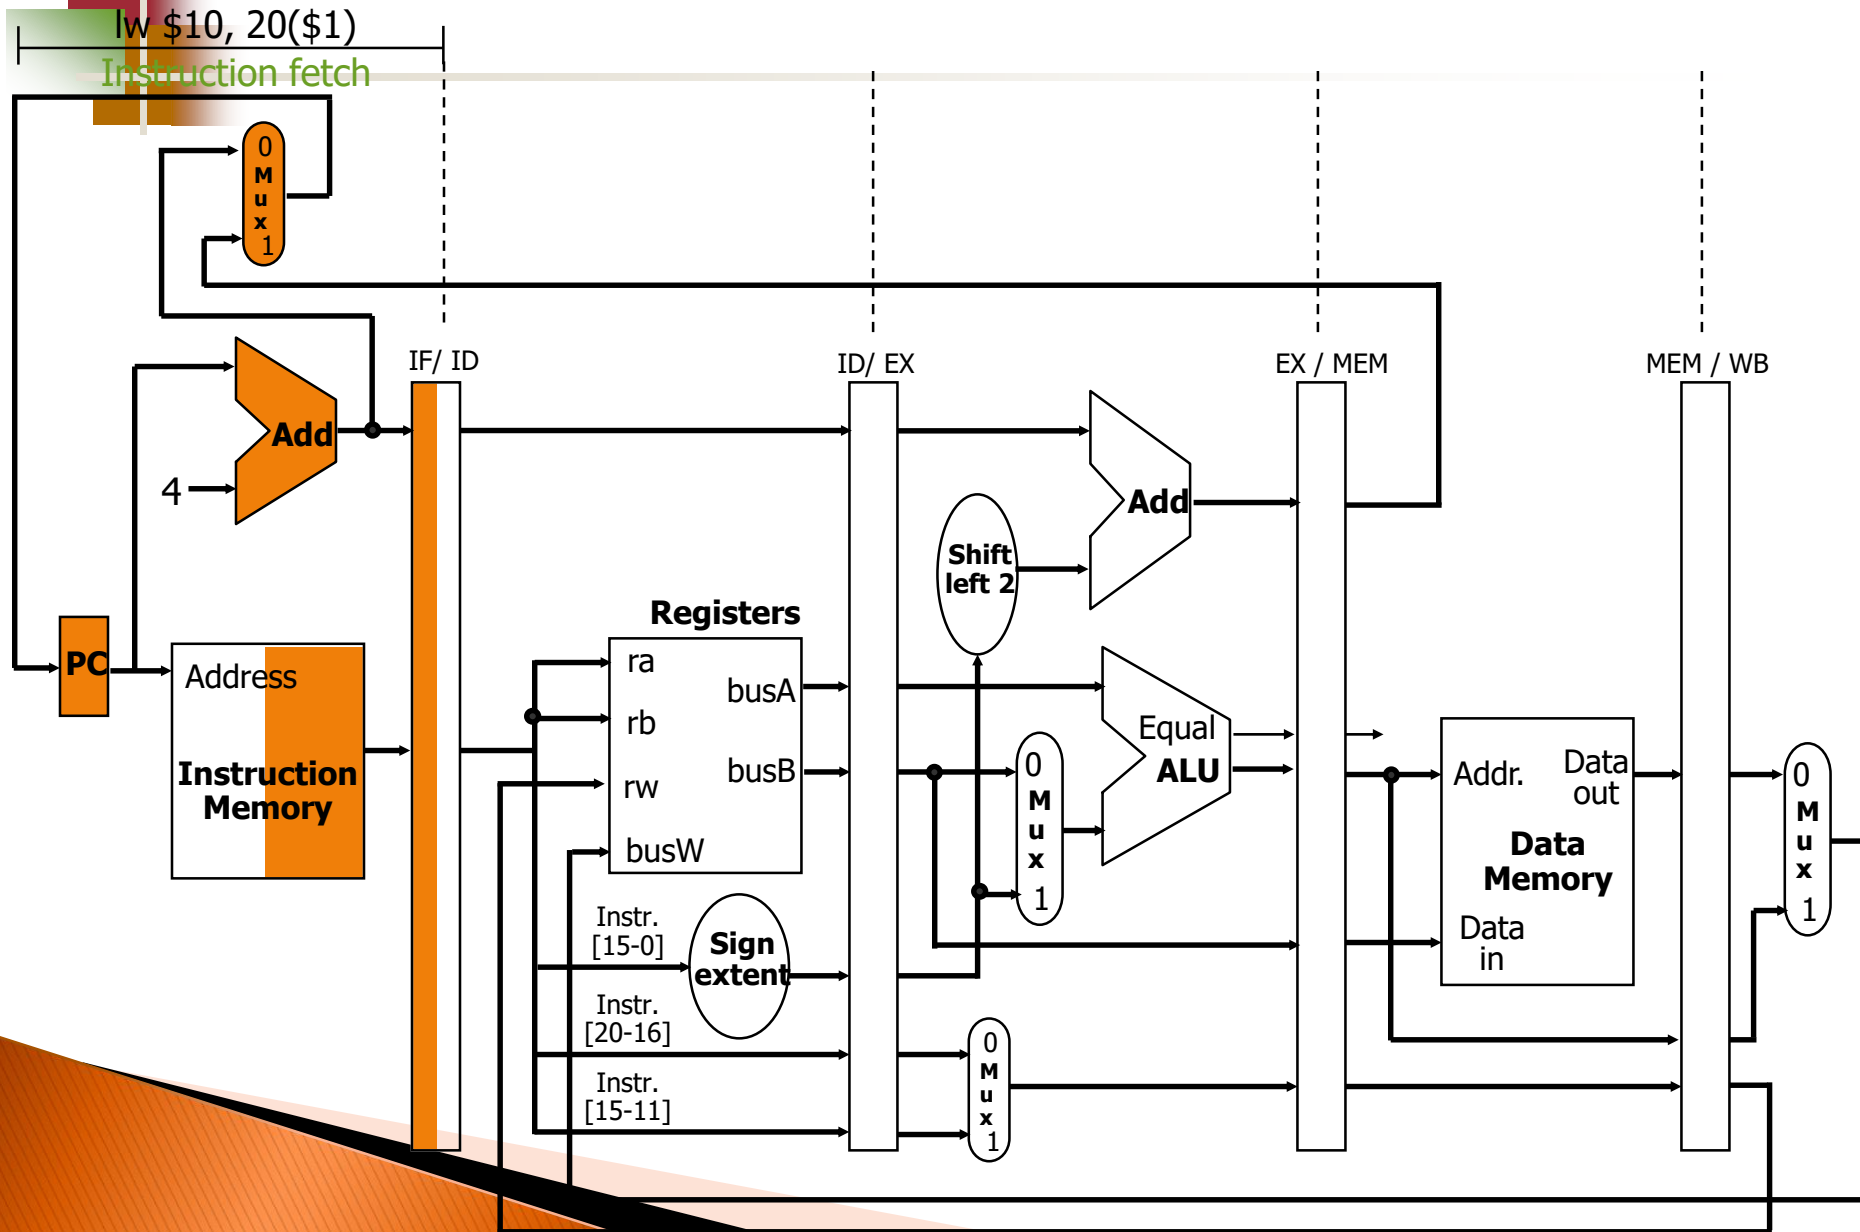 lw $10, 20($1)
Instruction fetch
0
M
u
x
1
IF/ ID
ID/ EX
EX / MEM
MEM / WB
Add
4
Add
Shift
left 2
Registers
PC
Address
Instruction
Memory
ra
rb
rw
busW
busA
busB
0
M
u
x
1
Equal
ALU
Addr.
Data
out
Data
Memory
Data
in
0
M
u
x
1
Instr.
[15-0]
Sign
extent
Instr.
[20-16]
Instr.
[15-11]
0
M
u
x
1